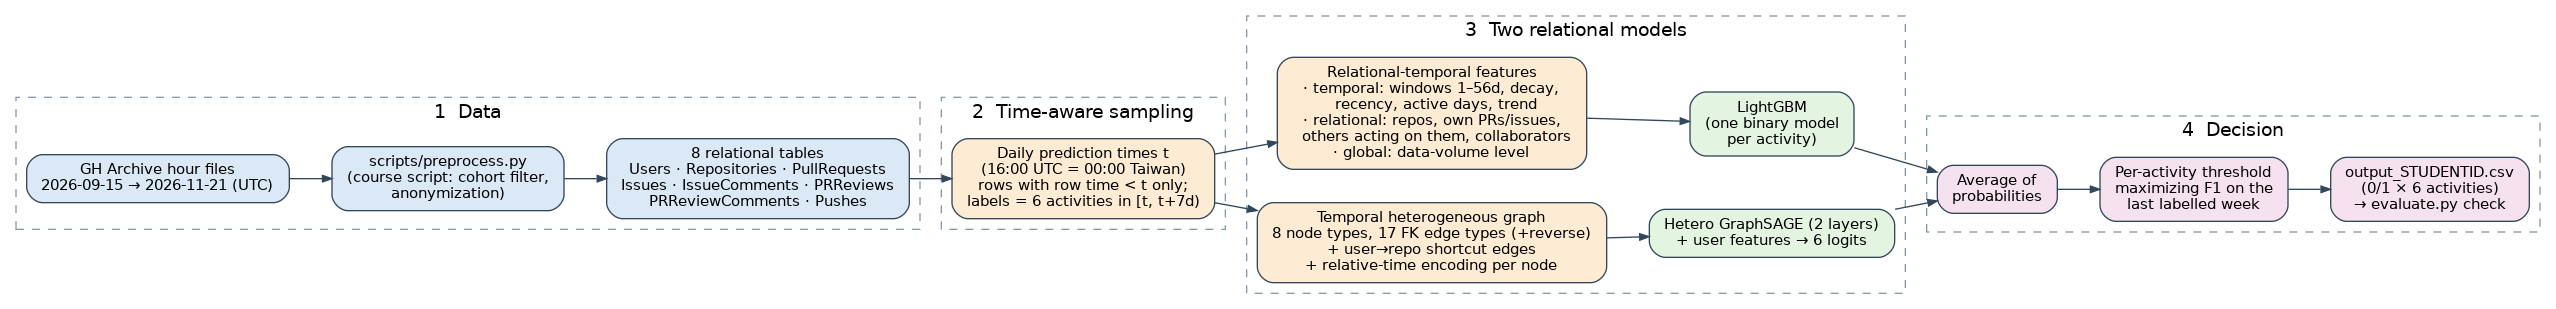 1  Data
GH Archive hour files
2026-09-15 → 2026-11-21 (UTC)
scripts/preprocess.py
(course script: cohort filter,
anonymization)
8 relational tables
Users · Repositories · PullRequests
Issues · IssueComments · PRReviews
PRReviewComments · Pushes
2  Time-aware sampling
Daily prediction times t
(16:00 UTC = 00:00 Taiwan)
rows with row time < t only;
labels = 6 activities in [t, t+7d)
3  Two relational models
Relational-temporal features
· temporal: windows 1–56d, decay,
recency, active days, trend
· relational: repos, own PRs/issues,
others acting on them, collaborators
· global: data-volume level
LightGBM
(one binary model
per activity)
Temporal heterogeneous graph
8 node types, 17 FK edge types (+reverse)
+ user→repo shortcut edges
+ relative-time encoding per node
Hetero GraphSAGE (2 layers)
+ user features → 6 logits
4  Decision
Average of
probabilities
Per-activity threshold
maximizing F1 on the
last labelled week
output_STUDENTID.csv
(0/1 × 6 activities)
→ evaluate.py check